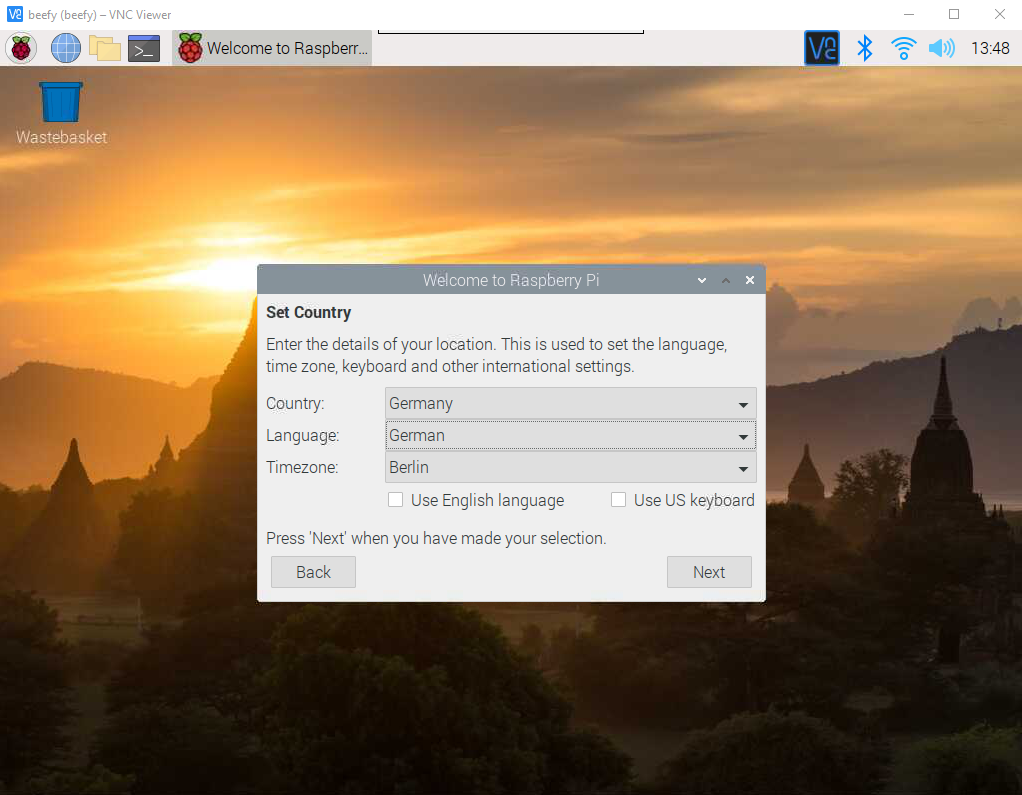 beefy (beefy) – VNC Viewer
Welcome to Raspberr...
13:48
Wastebasket
Welcome to Raspberry Pi
Set Country
Enter the details of your location. This is used to set the language,
time zone, keyboard and other international settings.
Country: Germany
Language: German
Timezone: Berlin
Use English language Use US keyboard
Press 'Next' when you have made your selection.
Back Next